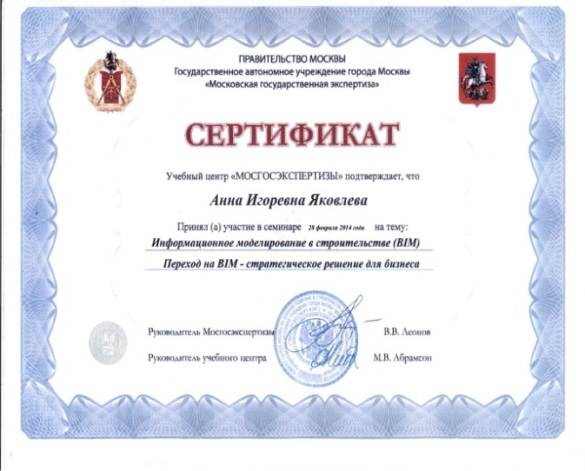 ПРАВИТЕЛЬСТВО МОСКВЫ
Государственное автономное учреждение города Москвы
«Московская государственная экспертиза»
СЕРТИФИКАТ
Учебный центр «МОСГОСЭКСПЕРТИЗЫ» подтверждает, что
Анна Игоревна Яковлева
Принял (а) участие в семинаре 28 февраля 2014 года на тему:
Информационное моделирование в строительстве (BIM)
Переход на BIM - стратегическое решение для бизнеса
Руководитель Мосгосэкспертизы В.В. Леонов
Руководитель учебного центра М.В. Абрамсон